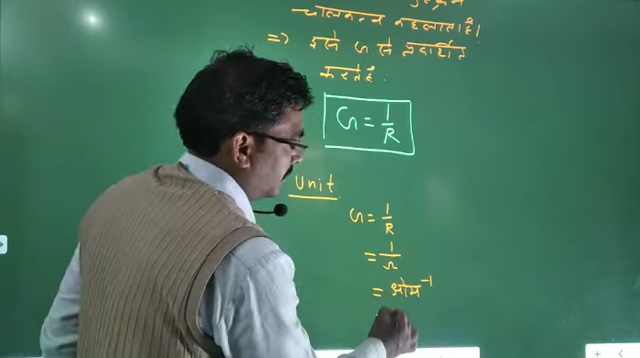 चालकत्व कहलाता है।
⇒ इसे G से प्रदर्शित
करते है.
G = 1/R
Unit
G = 1/R
= 1/Ω
= ओम⁻¹